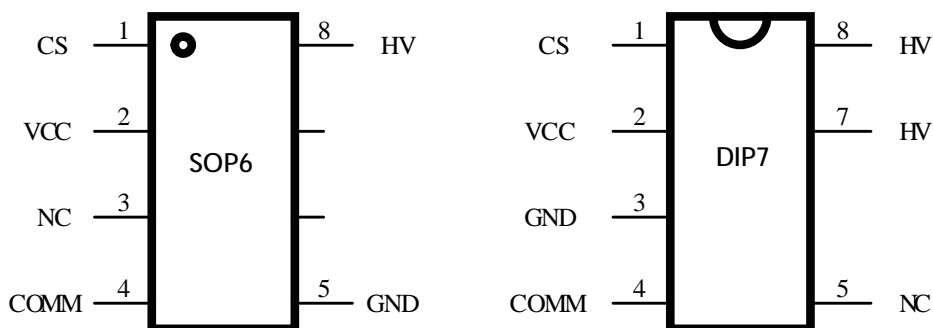 CS 1 8 HV
VCC 2
SOP6
NC 3
COMM 4 5 GND
CS 1 8 HV
VCC 2 7 HV
DIP7
GND 3
COMM 4 5 NC